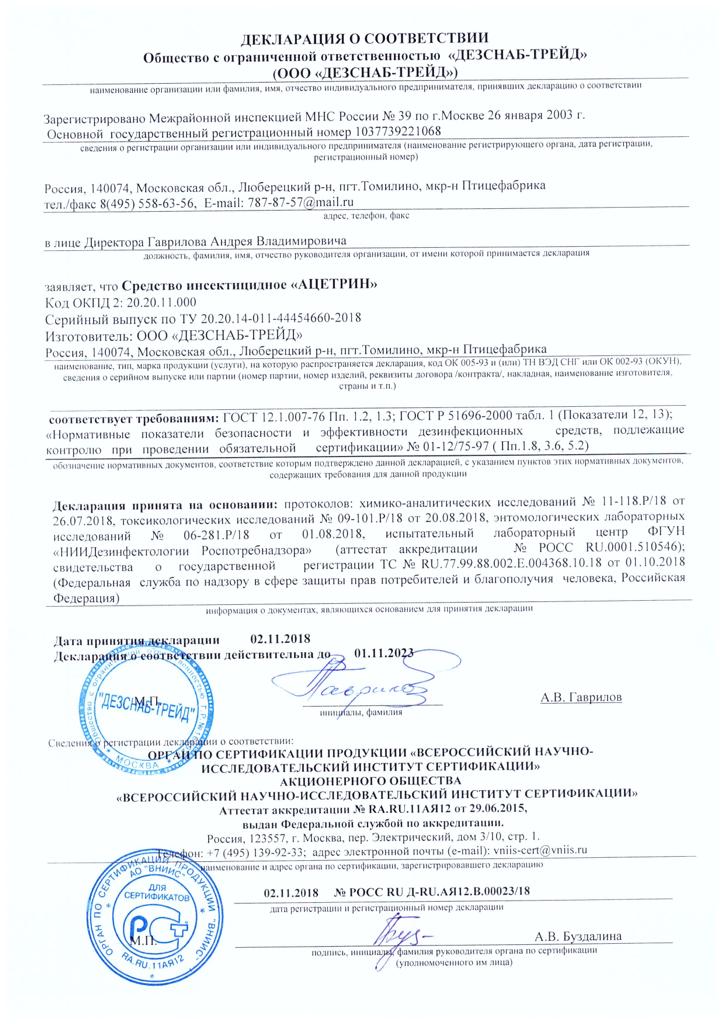 ДЕКЛАРАЦИЯ О СООТВЕТСТВИИ
Общество с ограниченной ответственностью «ДЕЗСНАБ-ТРЕЙД»
(ООО «ДЕЗСНАБ-ТРЕЙД»)
наименование организации или фамилия, имя, отчество индивидуального предпринимателя, принявших декларацию о соответствии
Зарегистрировано Межрайонной инспекцией МНС России № 39 по г.Москве 26 января 2003 г.
Основной государственный регистрационный номер 1037739221068
сведения о регистрации организации или индивидуального предпринимателя (наименование регистрирующего органа, дата регистрации,
регистрационный номер)
Россия, 140074, Московская обл., Люберецкий р-н, пгт.Томилино, мкр-н Птицефабрика
тел./факс 8(495) 558-63-56, E-mail: 787-87-57@mail.ru
адрес, телефон, факс
в лице Директора Гаврилова Андрея Владимировича
должность, фамилия, имя, отчество руководителя организации, от имени которой принимается декларация
заявляет, что Средство инсектицидное «АЦЕТРИН»
Код ОКПД 2: 20.20.11.000
Серийный выпуск по ТУ 20.20.14-011-44454660-2018
Изготовитель: ООО «ДЕЗСНАБ-ТРЕЙД»
Россия, 140074, Московская обл., Люберецкий р-н, пгт.Томилино, мкр-н Птицефабрика
наименование, тип, марка продукции (услуги), на которую распространяется декларация, код ОК 005-93 и (или) ТН ВЭД СНГ или ОК 002-93 (ОКУН),
сведения о серийном выпуске или партии (номер партии, номер изделий, реквизиты договора /контракта/, накладная, наименование изготовителя,
страны и т.п.)
соответствует требованиям: ГОСТ 12.1.007-76 Пп. 1.2, 1.3; ГОСТ Р 51696-2000 табл. 1 (Показатели 12, 13);
«Нормативные показатели безопасности и эффективности дезинфекционных средств, подлежащие
контролю при проведении обязательной сертификации» № 01-12/75-97 ( Пп.1.8, 3.6, 5.2)
обозначение нормативных документов, соответствие которым подтверждено данной декларацией, с указанием пунктов этих нормативных документов,
содержащих требования для данной продукции
Декларация принята на основании: протоколов: химико-аналитических исследований № 11-118.Р/18 от
26.07.2018, токсикологических исследований № 09-101.Р/18 от 20.08.2018, энтомологических лабораторных
исследований № 06-281.Р/18 от 01.08.2018, испытательный лабораторный центр ФГУН
«НИИДезинфектологии Роспотребнадзора» (аттестат аккредитации № РОСС RU.0001.510546);
свидетельства о государственной регистрации ТС № RU.77.99.88.002.Е.004368.10.18 от 01.10.2018
(Федеральная служба по надзору в сфере защиты прав потребителей и благополучия человека, Российская
Федерация)
информация о документах, являющихся основанием для принятия декларации
Дата принятия декларации 02.11.2018
Декларация о соответствии действительна до 01.11.2023
М.П.
"ДЕЗСНАБ-ТРЕЙД"
* МОСКВА *
А.В. Гаврилов
инициалы, фамилия
Сведения о регистрации декларации о соответствии:
ОРГАН ПО СЕРТИФИКАЦИИ ПРОДУКЦИИ «ВСЕРОССИЙСКИЙ НАУЧНО-
ИССЛЕДОВАТЕЛЬСКИЙ ИНСТИТУТ СЕРТИФИКАЦИИ»
АКЦИОНЕРНОГО ОБЩЕСТВА
«ВСЕРОССИЙСКИЙ НАУЧНО-ИССЛЕДОВАТЕЛЬСКИЙ ИНСТИТУТ СЕРТИФИКАЦИИ»
Аттестат аккредитации № RA.RU.11АЯ12 от 29.06.2015,
выдан Федеральной службой по аккредитации.
Россия, 123557, г. Москва, пер. Электрический, дом 3/10, стр. 1.
Телефон: +7 (495) 139-92-33; адрес электронной почты (e-mail): vniis-cert@vniis.ru
наименование и адрес органа по сертификации, зарегистрировавшего декларацию
ОРГАН ПО СЕРТИФИКАЦИИ ПРОДУКЦИИ "ВНИИС"
АО "ВНИИС"
ДЛЯ
СЕРТИФИКАТОВ
М.П.
RA.RU.11АЯ12
02.11.2018 № РОСС RU Д-RU.АЯ12.В.00023/18
дата регистрации и регистрационный номер декларации
А.В. Буздалина
подпись, инициалы, фамилия руководителя органа по сертификации
(уполномоченного им лица)